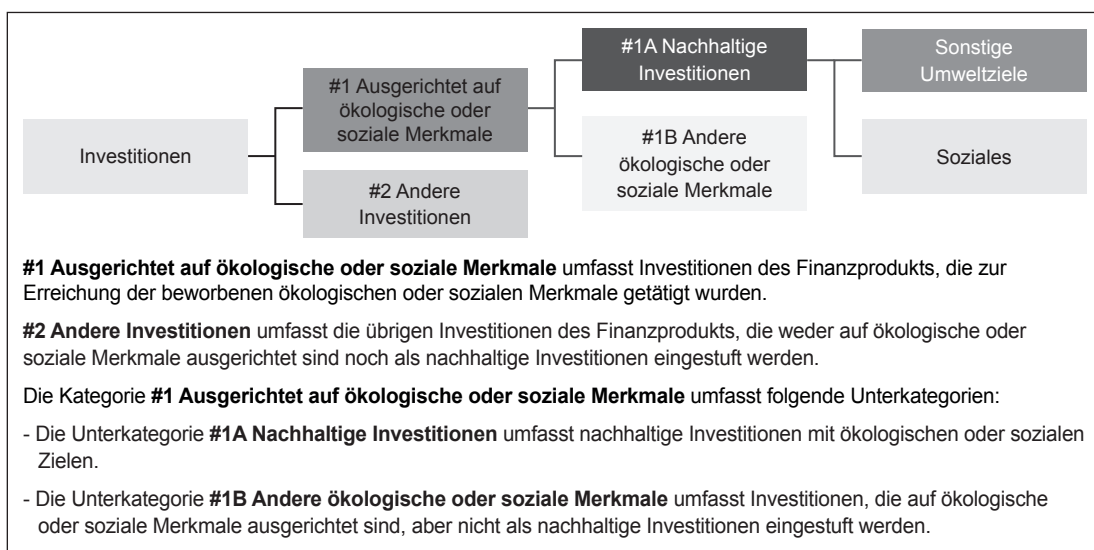 Investitionen
#1 Ausgerichtet auf
ökologische oder
soziale Merkmale
#2 Andere
Investitionen
#1A Nachhaltige
Investitionen
#1B Andere
ökologische oder
soziale Merkmale
Sonstige
Umweltziele
Soziales
#1 Ausgerichtet auf ökologische oder soziale Merkmale umfasst Investitionen des Finanzprodukts, die zur
Erreichung der beworbenen ökologischen oder sozialen Merkmale getätigt wurden.
#2 Andere Investitionen umfasst die übrigen Investitionen des Finanzprodukts, die weder auf ökologische oder
soziale Merkmale ausgerichtet sind noch als nachhaltige Investitionen eingestuft werden.
Die Kategorie #1 Ausgerichtet auf ökologische oder soziale Merkmale umfasst folgende Unterkategorien:
- Die Unterkategorie #1A Nachhaltige Investitionen umfasst nachhaltige Investitionen mit ökologischen oder sozialen
Zielen.
- Die Unterkategorie #1B Andere ökologische oder soziale Merkmale umfasst Investitionen, die auf ökologische
oder soziale Merkmale ausgerichtet sind, aber nicht als nachhaltige Investitionen eingestuft werden.